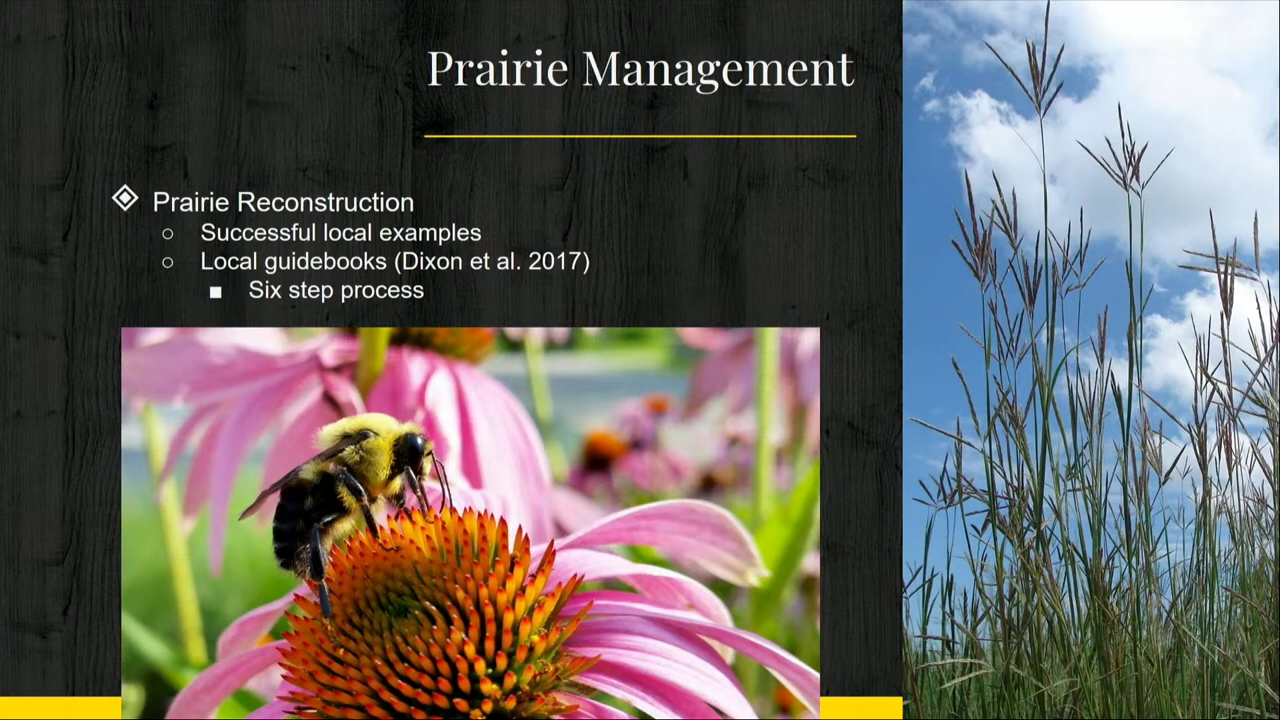 Prairie Management
Prairie Reconstruction
Successful local examples
Local guidebooks (Dixon et al. 2017)
Six step process